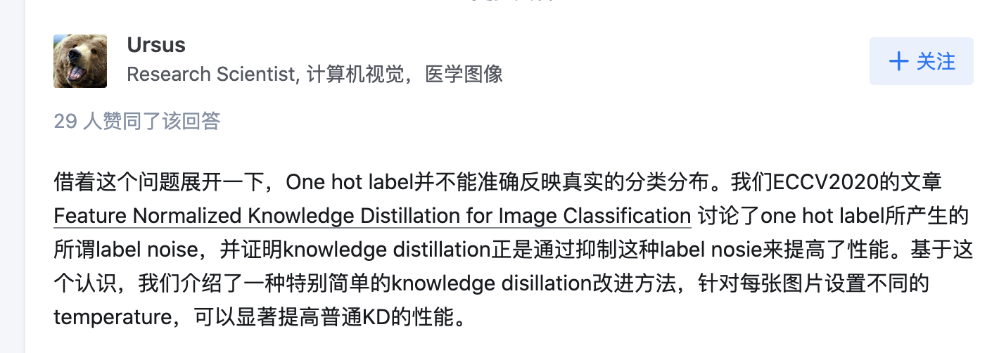 Ursus
Research Scientist, 计算机视觉，医学图像
+ 关注
29 人赞同了该回答
借着这个问题展开一下，One hot label并不能准确反映真实的分类分布。我们ECCV2020的文章
Feature Normalized Knowledge Distillation for Image Classification 讨论了one hot label所产生的
所谓label noise，并证明knowledge distillation正是通过抑制这种label nosie来提高了性能。基于这
个认识，我们介绍了一种特别简单的knowledge disillation改进方法，针对每张图片设置不同的
temperature，可以显著提高普通KD的性能。